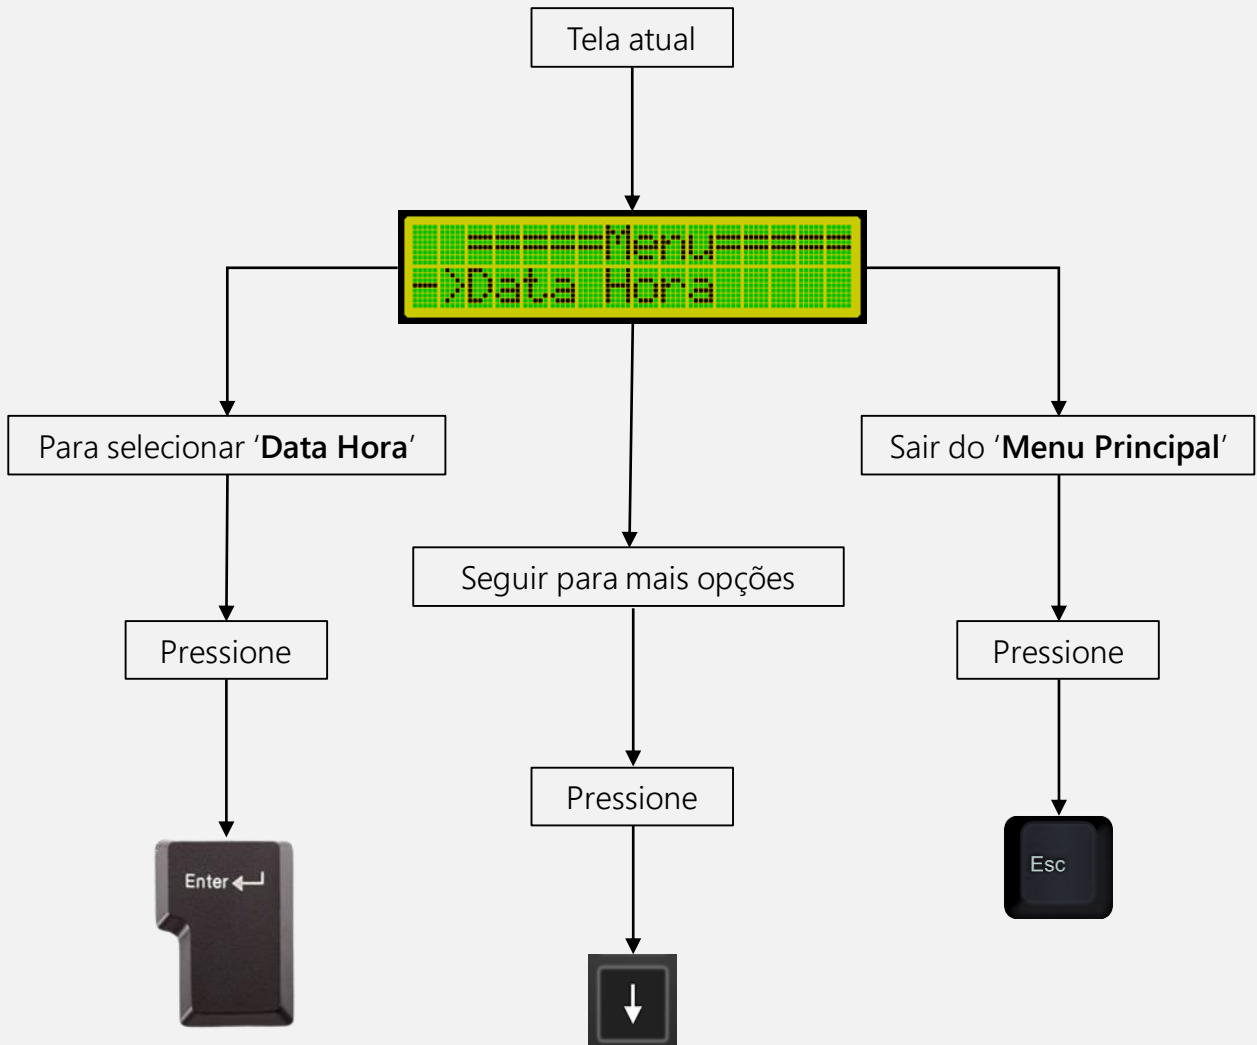 Tela atual
=====Menu=====
->Data Hora
Para selecionar ‘Data Hora’
Sair do ‘Menu Principal’
Seguir para mais opções
Pressione
Pressione
Pressione
Enter
Esc